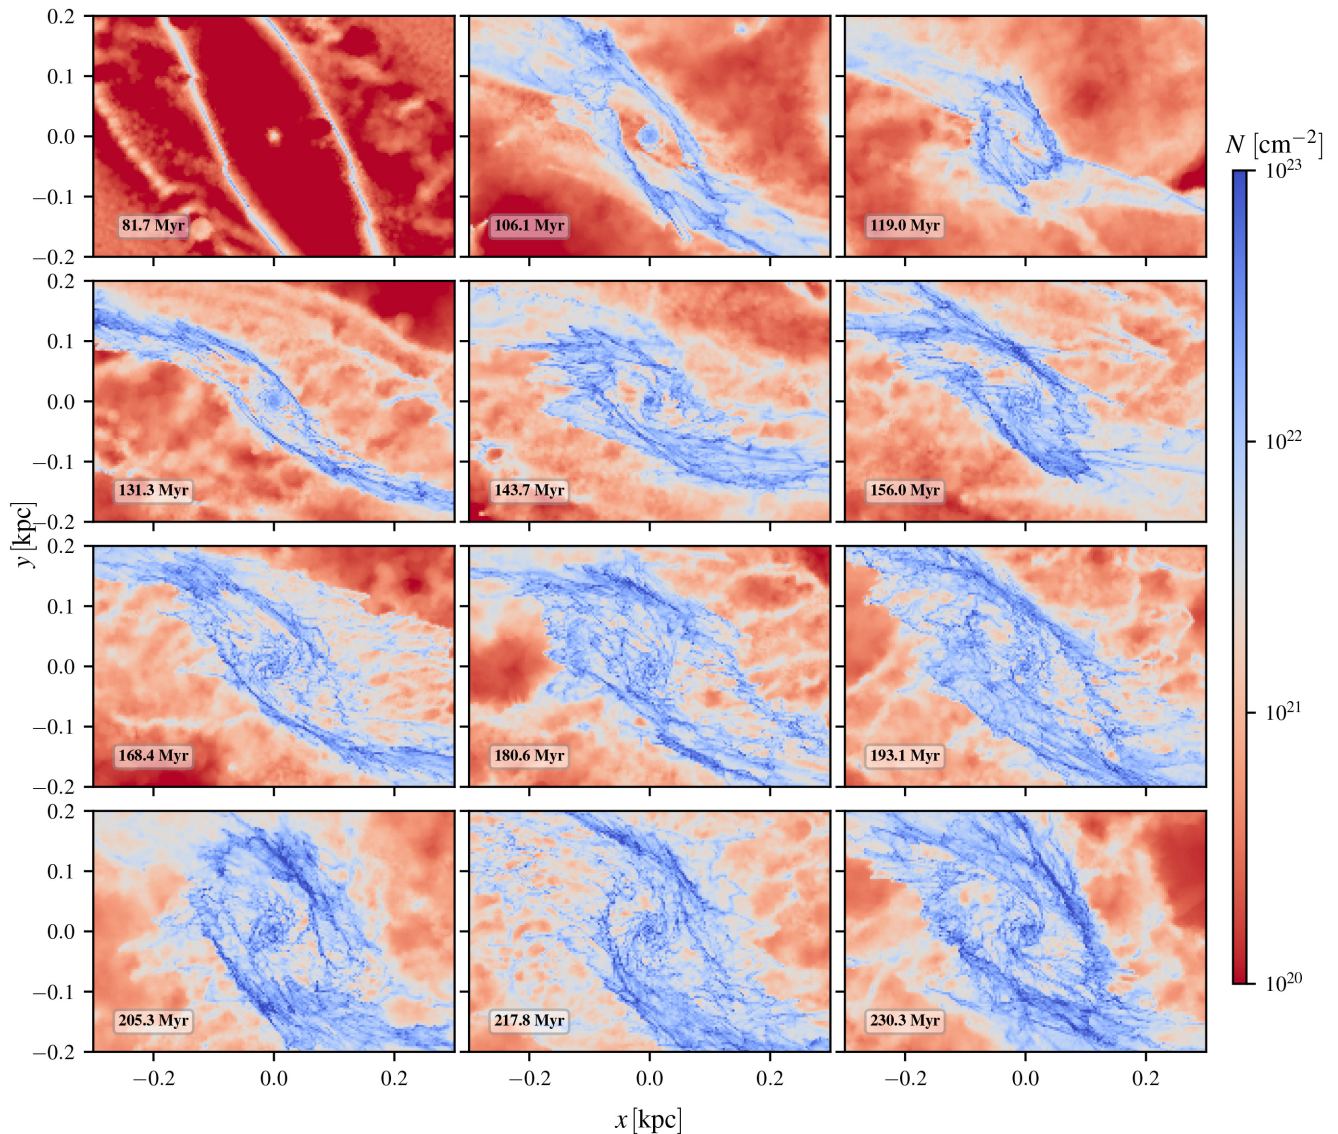 0.2
0.1
0.0
−0.1
−0.2
81.7 Myr
106.1 Myr
119.0 Myr
N [cm⁻²]
10²³
10²²
10²¹
10²⁰
0.2
0.1
0.0
−0.1
−0.2
131.3 Myr
143.7 Myr
156.0 Myr
y [kpc]
0.2
0.1
0.0
−0.1
−0.2
168.4 Myr
180.6 Myr
193.1 Myr
0.2
0.1
0.0
−0.1
−0.2
205.3 Myr
217.8 Myr
230.3 Myr
−0.2 0.0 0.2 −0.2 0.0 0.2 −0.2 0.0 0.2
x [kpc]